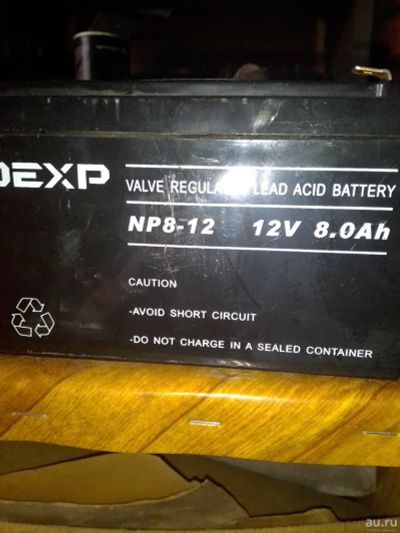 DEXP
VALVE REGULATED LEAD ACID BATTERY
NP8-12 12V 8.0Ah
CAUTION
-AVOID SHORT CIRCUIT
-DO NOT CHARGE IN A SEALED CONTAINER
au.ru